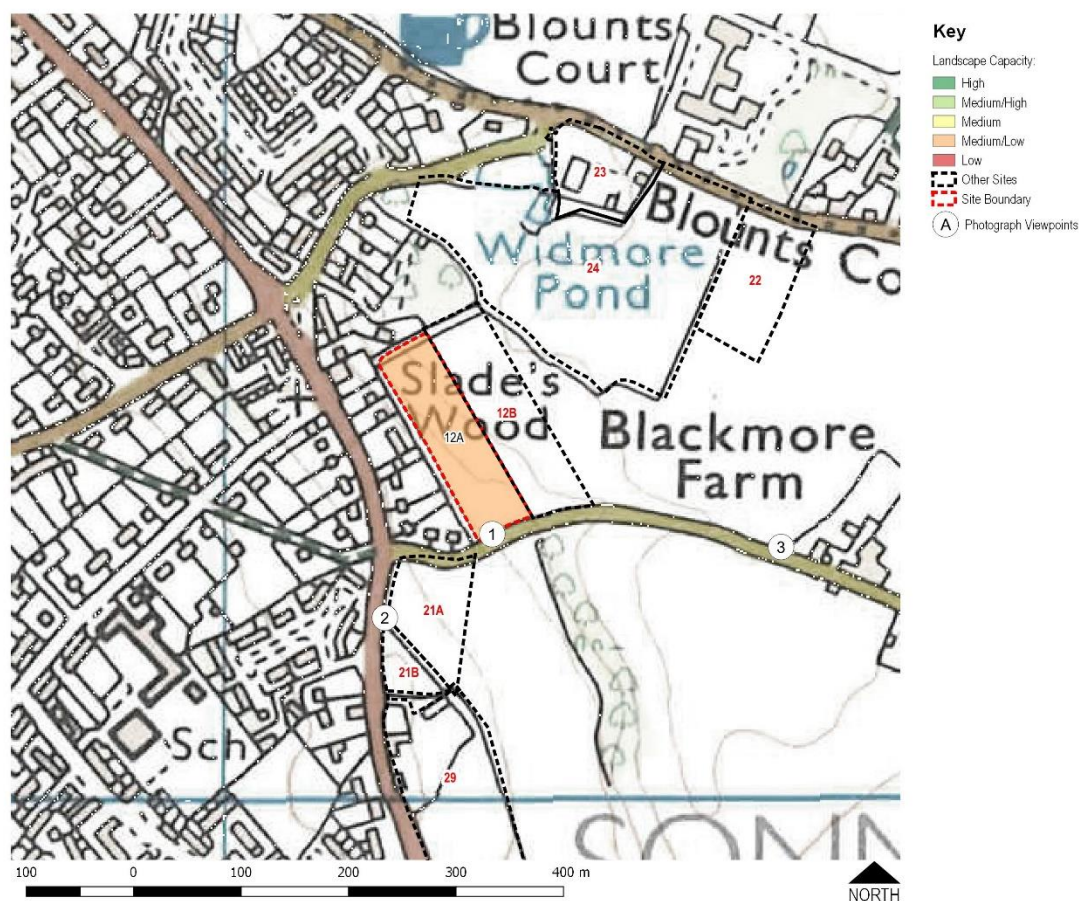 Blounts
Court
23
Blounts Co
Widmore
Pond
24
22
Slade's
Wood
12B
12A
Blackmore
Farm
1
3
21A
2
21B
Sch
29
SONN
100 0 100 200 300 400 m
NORTH
Key
Landscape Capacity:
High
Medium/High
Medium
Medium/Low
Low
Other Sites
Site Boundary
A Photograph Viewpoints